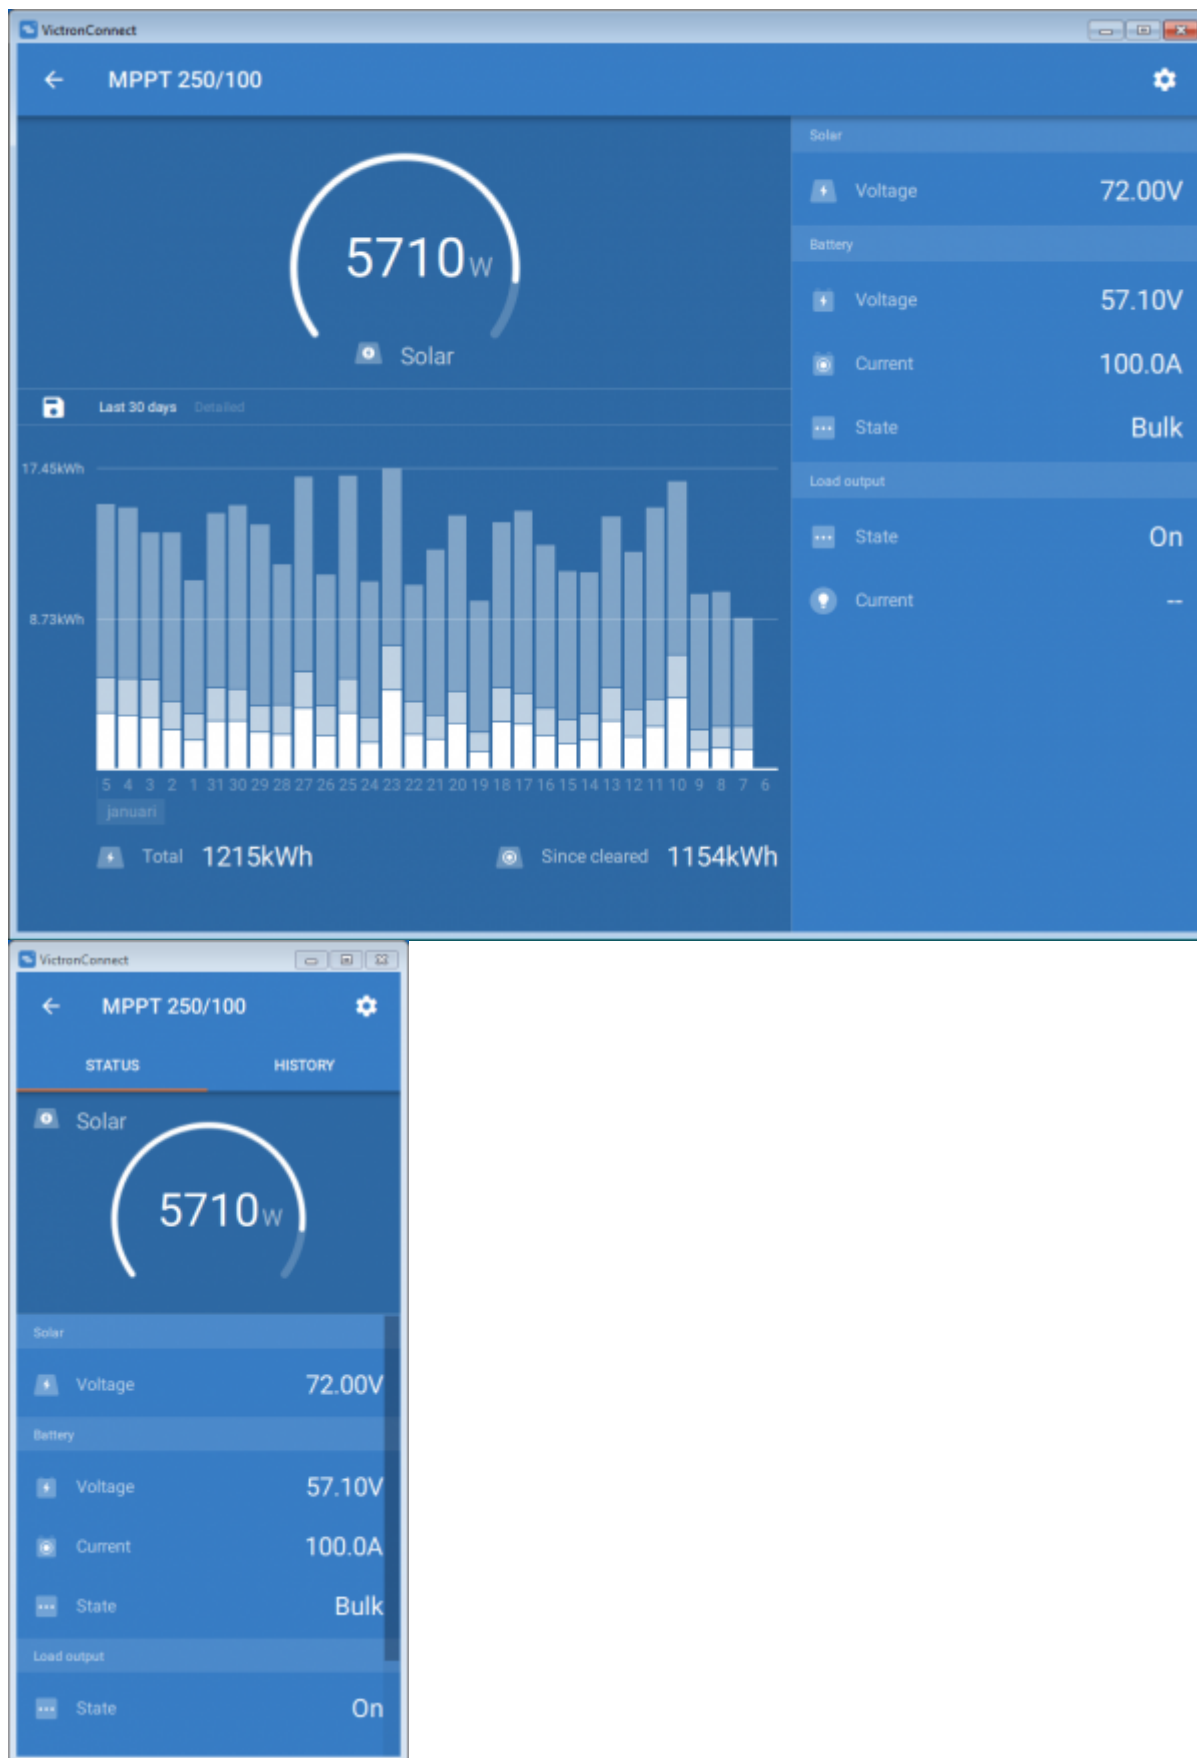 VictronConnect
MPPT 250/100
5710W
Solar
Last 30 days Detailed
17.45kWh
8.73kWh
5 4 3 2 1 31 30 29 28 27 26 25 24 23 22 21 20 19 18 17 16 15 14 13 12 11 10 9 8 7 6
januari
Total 1215kWh Since cleared 1154kWh
Solar
Voltage 72.00V
Battery
Voltage 57.10V
Current 100.0A
State Bulk
Load output
State On
Current --
VictronConnect
MPPT 250/100
STATUS HISTORY
Solar
5710W
Solar
Voltage 72.00V
Battery
Voltage 57.10V
Current 100.0A
State Bulk
Load output
State On